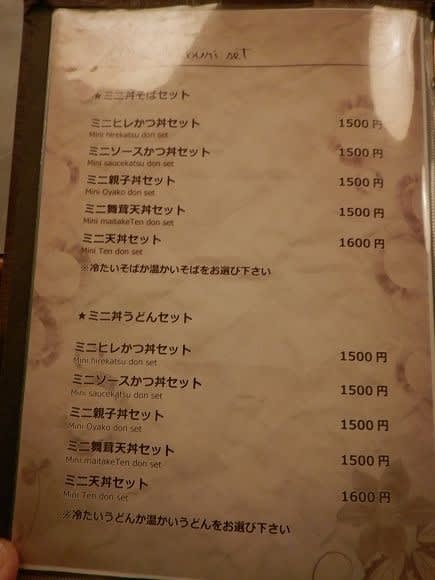 set
★ミニ丼そばセット
ミニヒレかつ丼セット 1500円
Mini hirekatsu don set
ミニソースかつ丼セット 1500円
Mini saucekatsu don set
ミニ親子丼セット 1500円
Mini Oyako don set
ミニ舞茸天丼セット 1500円
Mini maitakeTen don set
ミニ天丼セット 1600円
Mini Ten don set
※冷たいそばか温かいそばをお選び下さい
★ミニ丼うどんセット
ミニヒレかつ丼セット 1500円
Mini hirekatsu don set
ミニソースかつ丼セット 1500円
Mini saucekatsu don set
ミニ親子丼セット 1500円
Mini Oyako don set
ミニ舞茸天丼セット 1500円
Mini maitakeTen don set
ミニ天丼セット 1600円
Mini Ten don set
※冷たいうどんか温かいうどんをお選び下さい